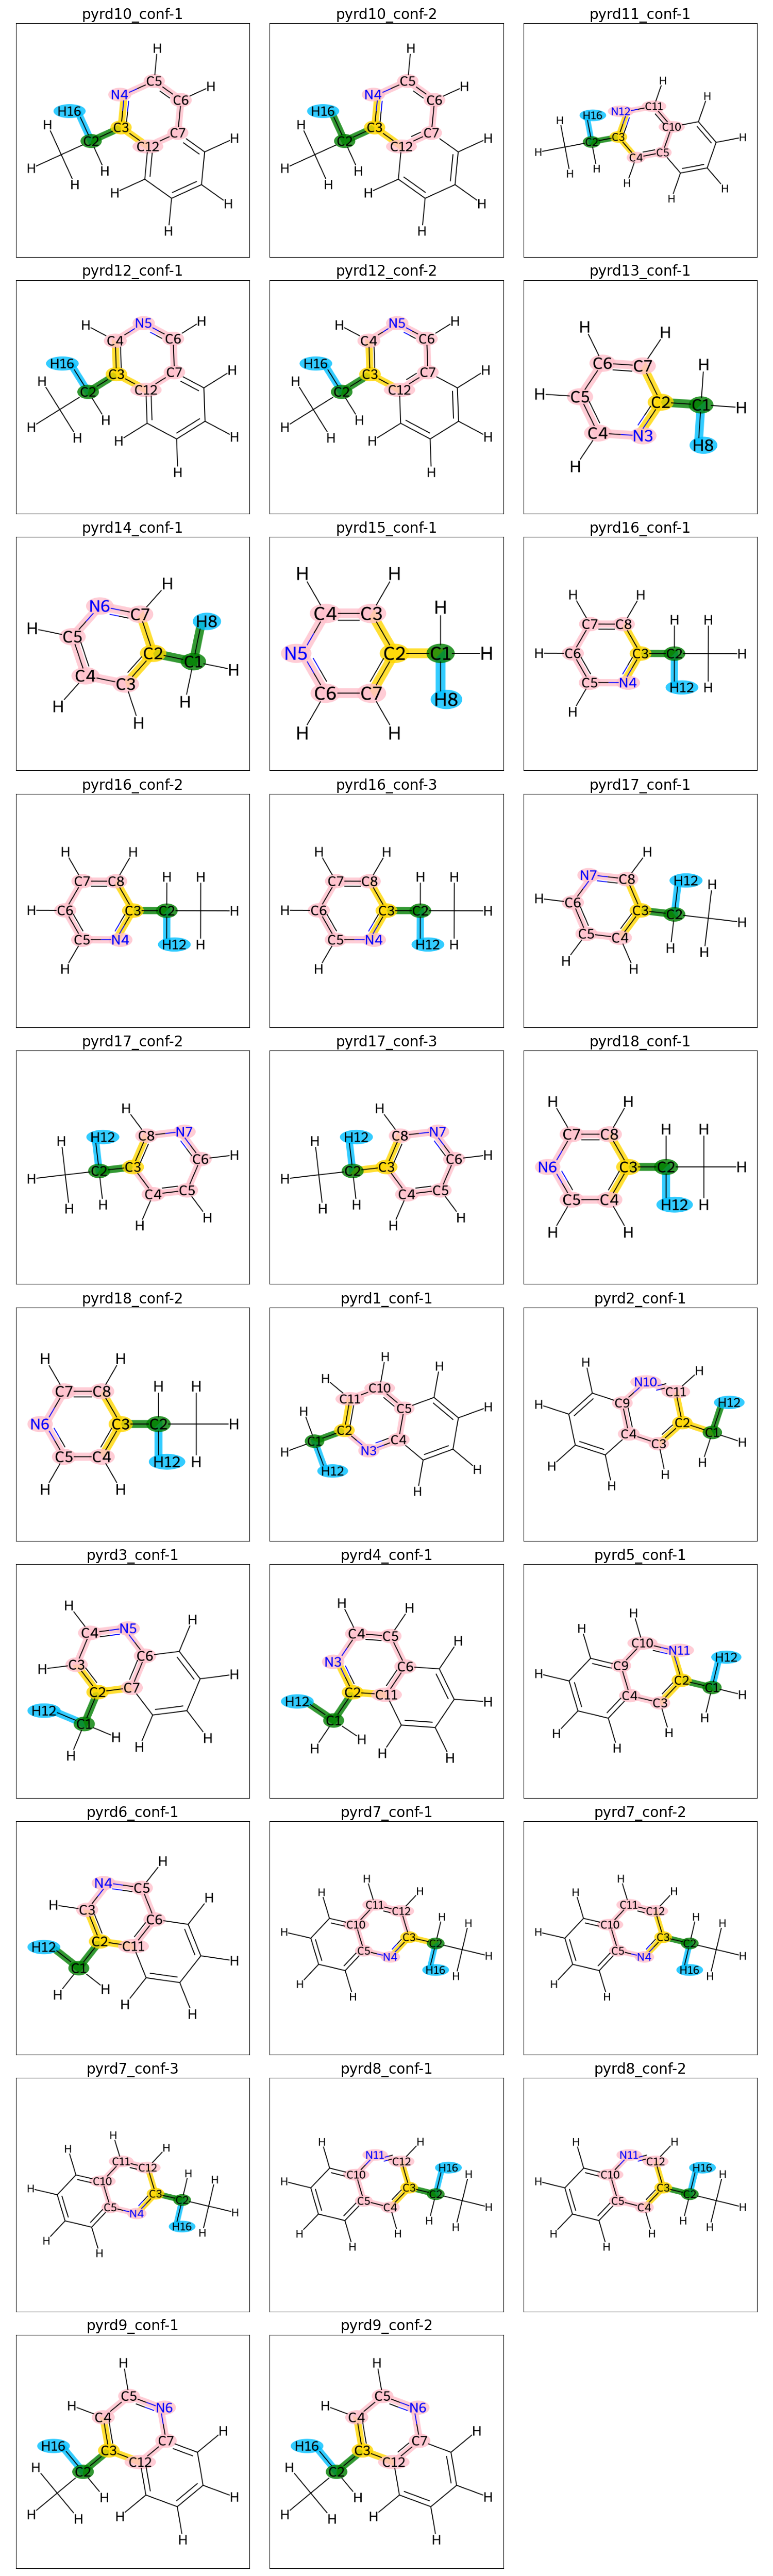 pyrd10_conf-1 pyrd10_conf-2 pyrd11_conf-1
H H H
N4 C5 H N4 C5 H N12 C11 H
H16 C6 H16 C6 H16 C10
H C3 C7 H H C3 C7 H H C2 C3 C5 H
C2 C12 C2 C12 H H C4
H H H H H H H H H H H
H H H H
H H
pyrd12_conf-1 pyrd12_conf-2 pyrd13_conf-1
H N5 H H N5 H H H
C4 C6 C4 C6 C6 C7 H
H16 C3 C7 H H16 C3 C7 H H C5 C2 C1 H
H C2 C12 H C2 C12 C4 N3 H8
H H H H H H H H H
H H
pyrd14_conf-1 pyrd15_conf-1 pyrd16_conf-1
H H H H H
N6 C7 H8 C4 C3 H C7 C8 H H
H C5 C2 C1 H N5 C2 C1 H H C6 C3 C2 H
C4 C3 H C6 C7 H8 C5 N4 H12 H
H H H H H
pyrd16_conf-2 pyrd16_conf-3 pyrd17_conf-1
H H H H H
C7 C8 H H C7 C8 H H N7 C8 H12 H
H C6 C3 C2 H H C6 C3 C2 H H C6 C3 C2 H
C5 N4 H12 H C5 N4 H12 H C5 C4 H H
H H H H
pyrd17_conf-2 pyrd17_conf-3 pyrd18_conf-1
H H H H
H H12 C8 N7 H H12 C8 N7 C7 C8 H H
H C2 C3 C6 H H C2 C3 C6 H N6 C3 C2 H
H H C4 C5 H H C4 C5 C5 C4 H12 H
H H H H H H
pyrd18_conf-2 pyrd1_conf-1 pyrd2_conf-1
H H H H H
C7 C8 H H C11 C10 H N10 C11 H
N6 C3 C2 H H C2 C5 H H C9 C2 H12
C5 C4 H12 H H C1 N3 C4 C4 C3 C1 H
H H H12 H H H H H H
pyrd3_conf-1 pyrd4_conf-1 pyrd5_conf-1
H H H H
C4 N5 H C4 C5 H H C10 N11
H C3 C6 H N3 C6 H H C9 C2 H12
H12 C2 C7 H12 C2 C11 C4 C3 C1 H
C1 H H H C1 H H H H H
H H H H
pyrd6_conf-1 pyrd7_conf-1 pyrd7_conf-2
H H H
N4 C5 H H C11 C12 H H C11 C12 H
H C3 C6 H C10 C3 H H C10 C3 H H
H12 C2 C11 H C5 N4 C2 H C5 N4 C2 H
C1 H H H16 H H H16 H
H H H H H H
pyrd7_conf-3 pyrd8_conf-1 pyrd8_conf-2
H H H H H H H
C11 C12 N11 C12 N11 C12
H C10 C3 H H H C10 C3 H16 H H C10 C3 H16 H
C5 N4 C2 H C5 C4 C2 H C5 C4 C2 H
H H H16 H H H H H H H H H H H
pyrd9_conf-1 pyrd9_conf-2
H H
H C5 N6 H C5 N6
C4 H C4 H
H16 C3 C7 H16 C3 C7
H C2 C12 H C2 C12
H H H H H H H H H H
H H